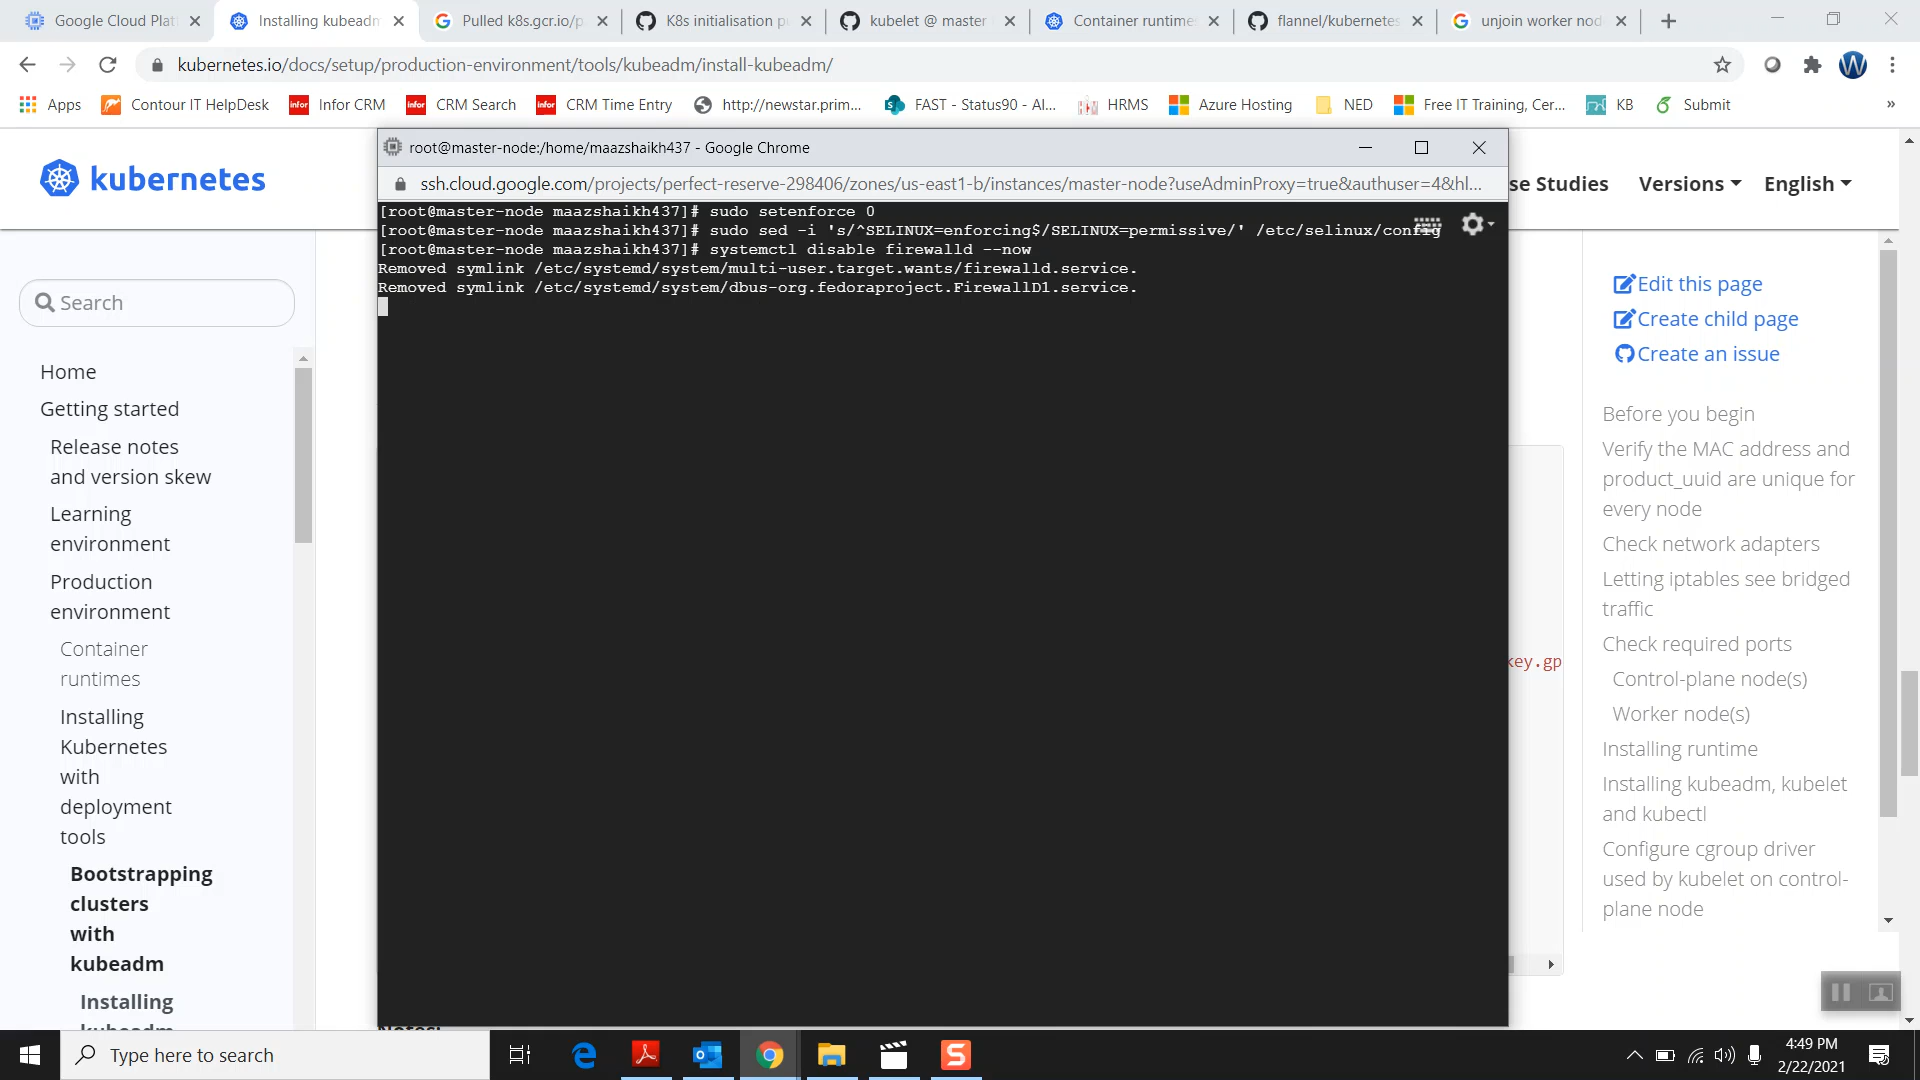 Google Cloud Plat
Installing kubeadm
Pulled k8s.gcr.io/p
K8s initialisation p
kubelet @ master
Container runtime
flannel/kubernetes
unjoin worker nod
kubernetes.io/docs/setup/production-environment/tools/kubeadm/install-kubeadm/
W
Apps
Contour IT HelpDesk
infor Infor CRM
infor CRM Search
infor CRM Time Entry
http://newstar.prim...
FAST - Status90 - Al...
HRMS
Azure Hosting
NED
Free IT Training, Cer...
KB
Submit
»
kubernetes
se Studies
Versions
English
root@master-node:/home/maazshaikh437 - Google Chrome
ssh.cloud.google.com/projects/perfect-reserve-298406/zones/us-east1-b/instances/master-node?useAdminProxy=true&authuser=4&hl...
[root@master-node maazshaikh437]# sudo setenforce 0
[root@master-node maazshaikh437]# sudo sed -i 's/^SELINUX=enforcing$/SELINUX=permissive/' /etc/selinux/config
[root@master-node maazshaikh437]# systemctl disable firewalld --now
Removed symlink /etc/systemd/system/multi-user.target.wants/firewalld.service.
Removed symlink /etc/systemd/system/dbus-org.fedoraproject.FirewallD1.service.
Search
Home
Getting started
Release notes
and version skew
Learning
environment
Production
environment
Container
runtimes
Installing
Kubernetes
with
deployment
tools
Bootstrapping
clusters
with
kubeadm
Installing
kubeadm
key.gp
Notes:
Edit this page
Create child page
Create an issue
Before you begin
Verify the MAC address and
product_uuid are unique for
every node
Check network adapters
Letting iptables see bridged
traffic
Check required ports
Control-plane node(s)
Worker node(s)
Installing runtime
Installing kubeadm, kubelet
and kubectl
Configure cgroup driver
used by kubelet on control-
plane node
Type here to search
4:49 PM
2/22/2021